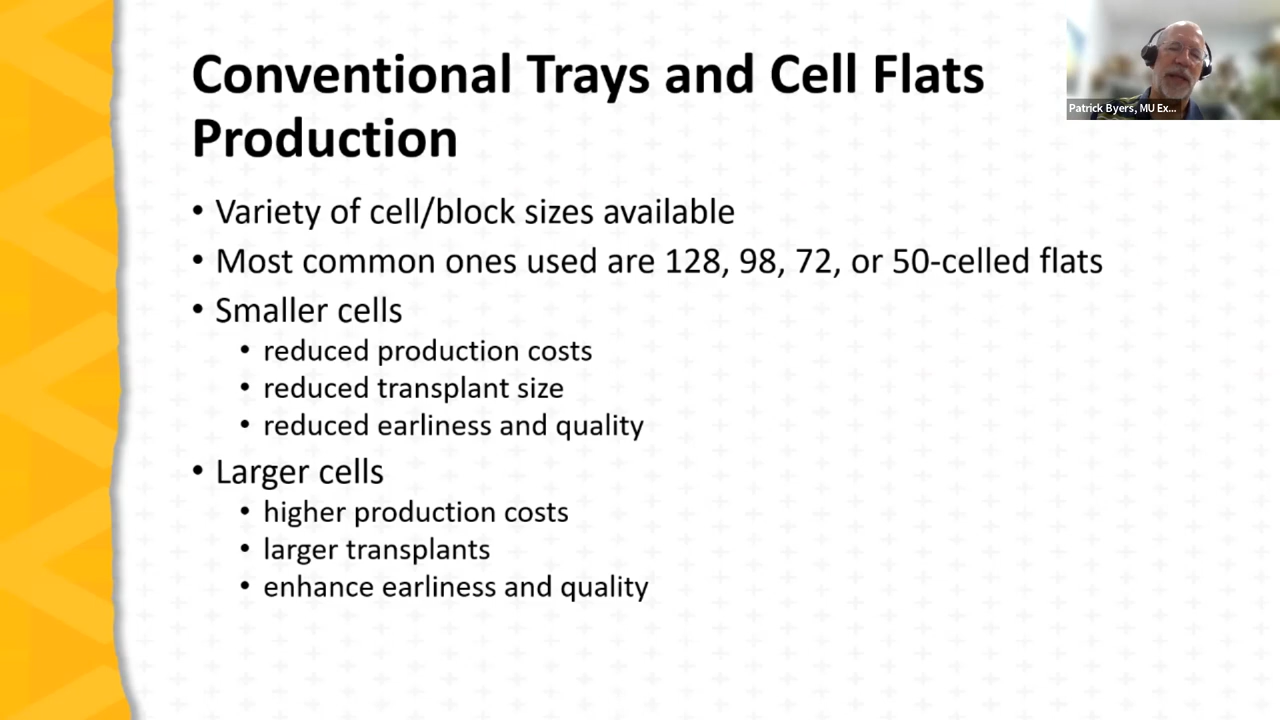 Conventional Trays and Cell Flats
Production
• Variety of cell/block sizes available
• Most common ones used are 128, 98, 72, or 50-celled flats
• Smaller cells
• reduced production costs
• reduced transplant size
• reduced earliness and quality
• Larger cells
• higher production costs
• larger transplants
• enhance earliness and quality
Patrick Byers, MU Ex...